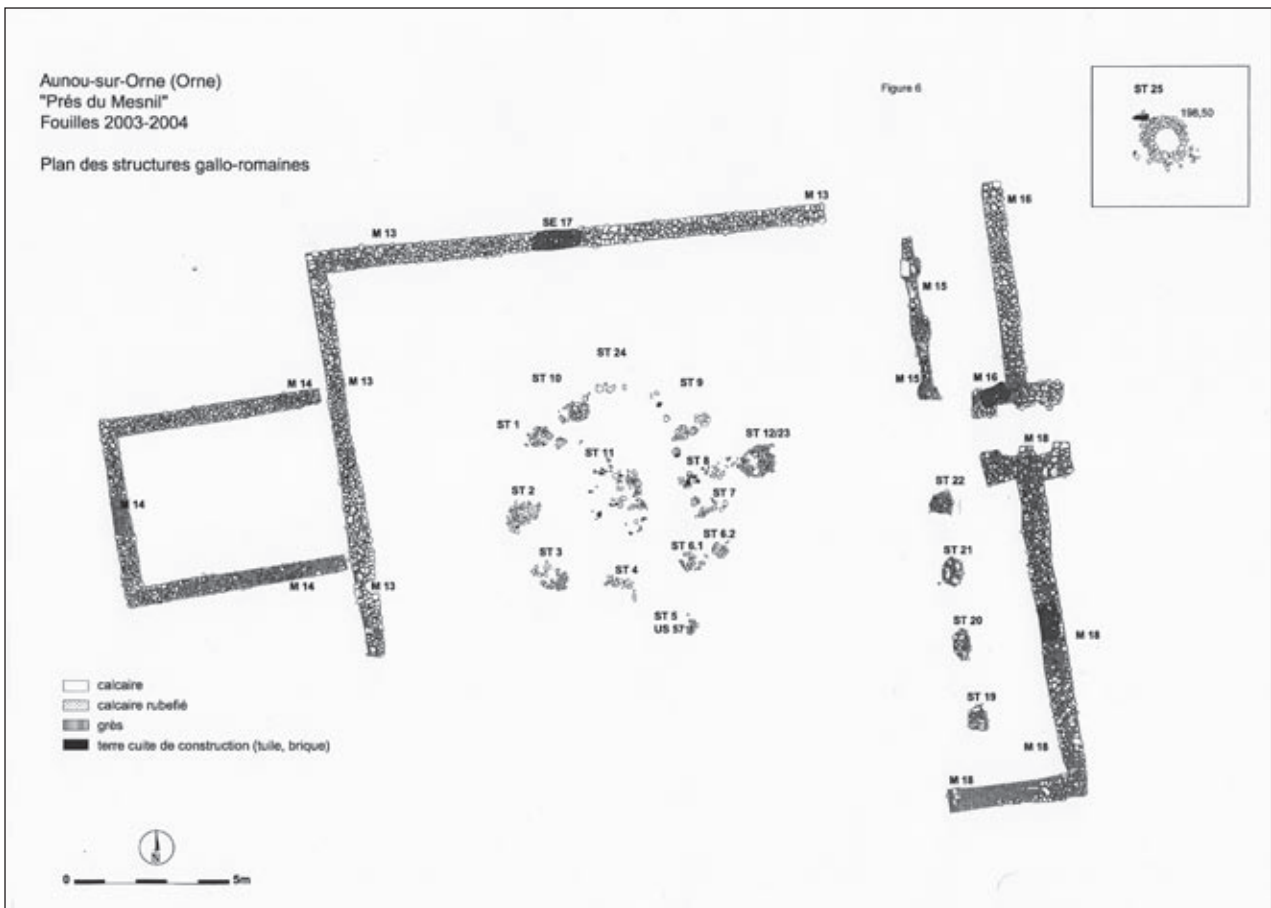 Aunou-sur-Orne (Orne)
"Prés du Mesnil"
Fouilles 2003-2004
Plan des structures gallo-romaines
Figure 6
ST 25
198,50
M 13
SE 17
M 13
M 16
M 15
M 15
M 16
M 14
M 13
ST 24
ST 10
ST 9
ST 1
ST 12/23
M 18
ST 11
ST 8
ST 2
ST 7
ST 22
M 14
ST 6.2
ST 6.1
ST 3
ST 4
ST 21
M 14
M 13
ST 5
US 57
ST 20
M 18
ST 19
M 18
M 18
calcaire
calcaire rubefié
grès
terre cuite de construction (tuile, brique)
N
0 5m